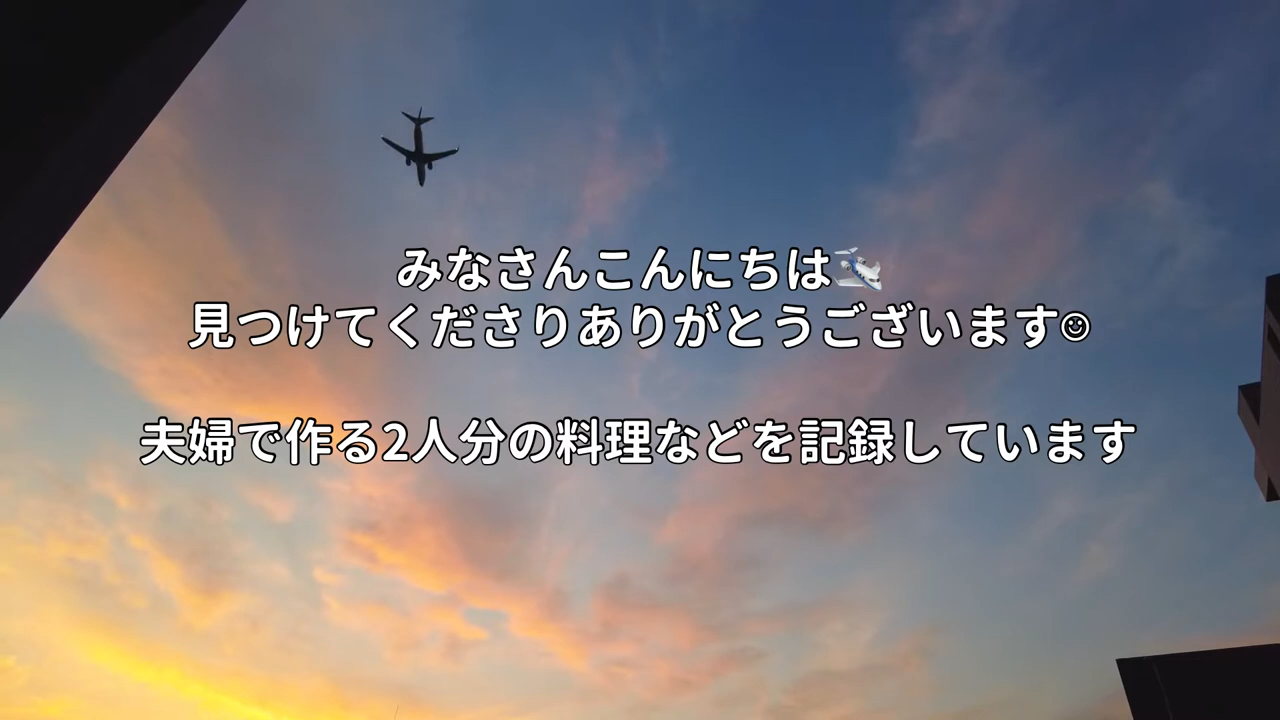 みなさんこんにちは🛩
見つけてくださりありがとうございます☺
夫婦で作る2人分の料理などを記録しています